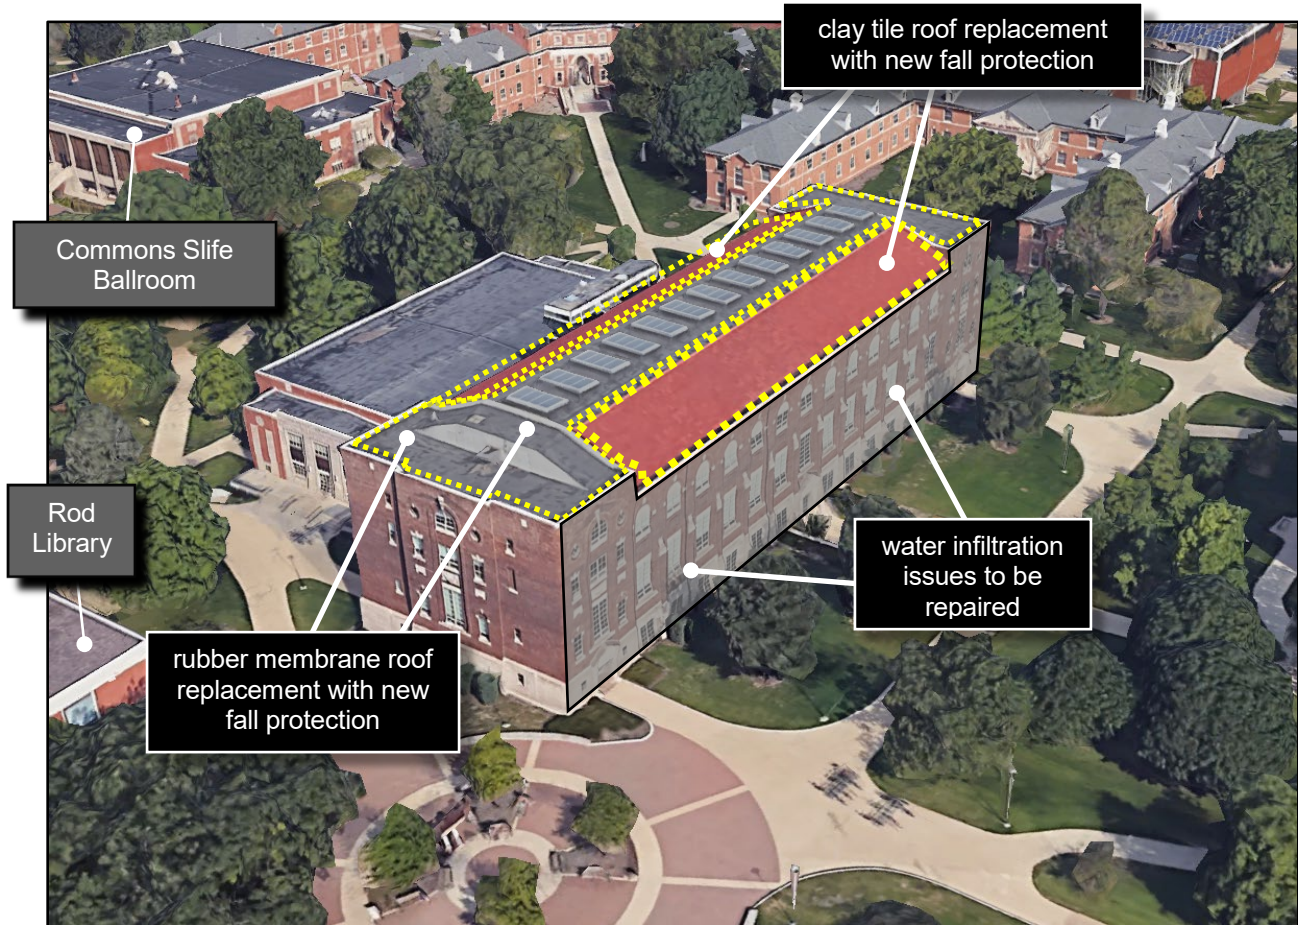 clay tile roof replacement
with new fall protection
Commons Slife
Ballroom
Rod
Library
water infiltration
issues to be
repaired
rubber membrane roof
replacement with new
fall protection